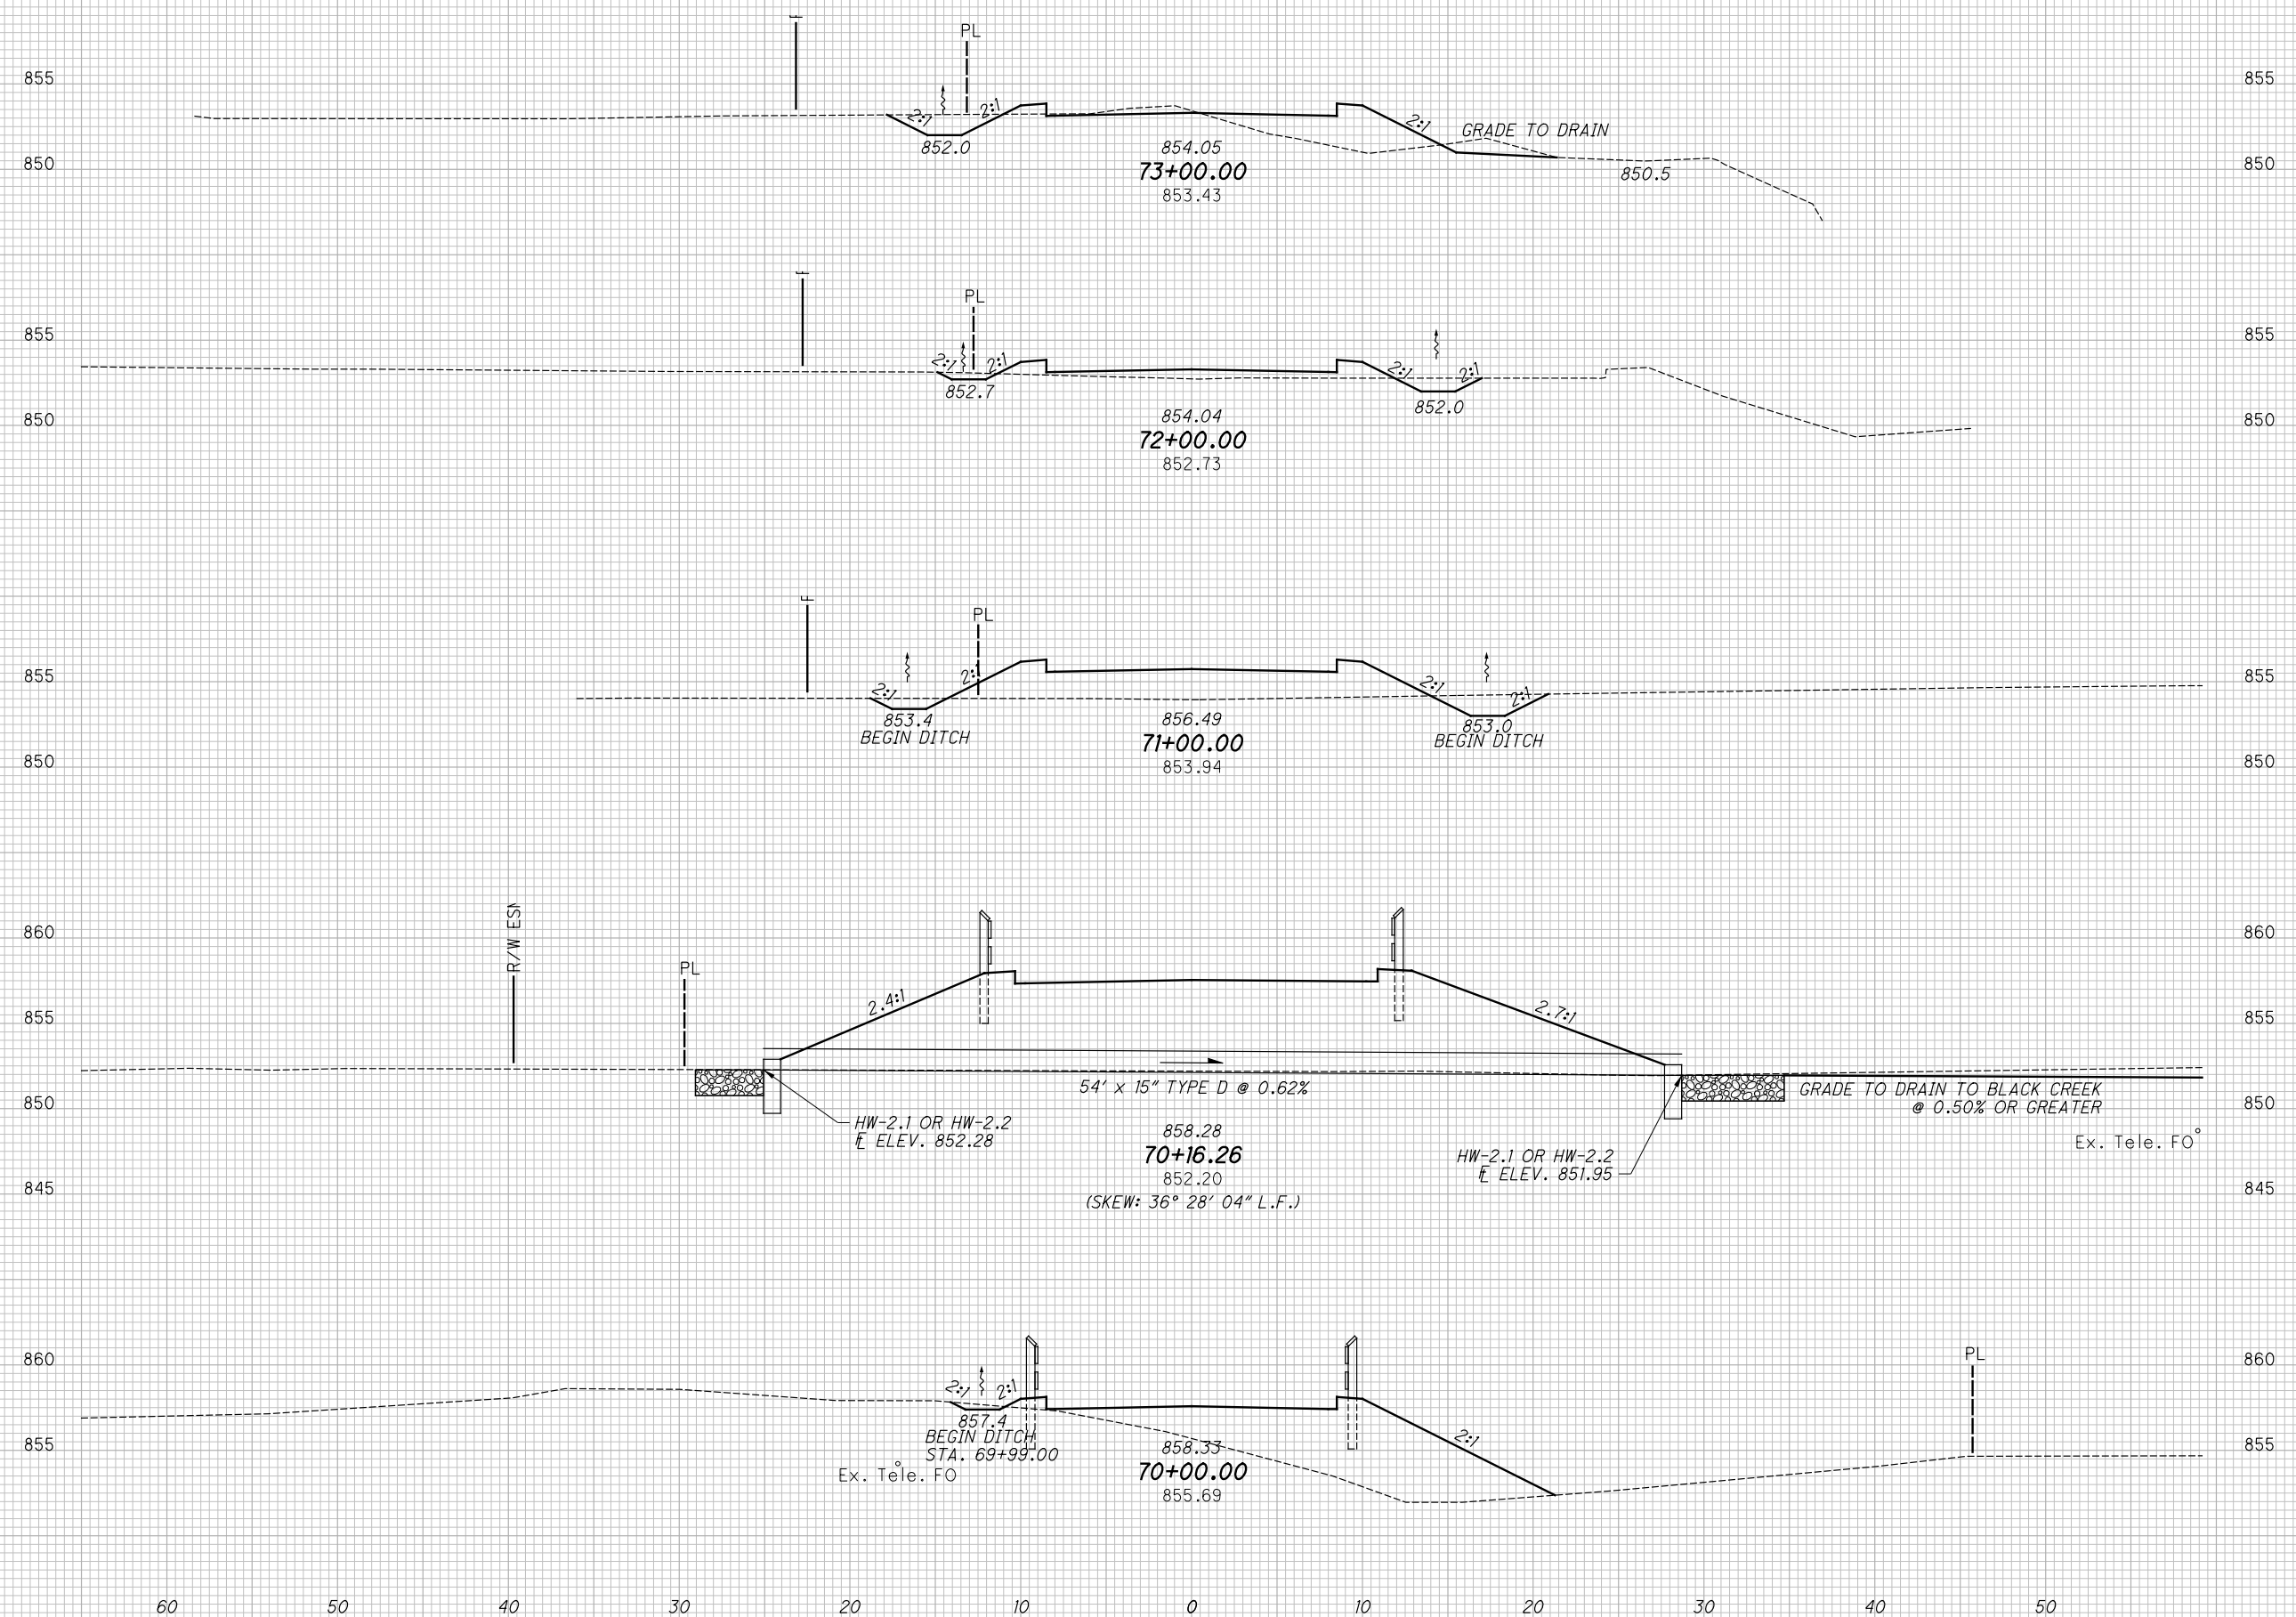 PL
855
855
2:1
2:1
2:1
GRADE TO DRAIN
852.0
854.05
850
850
73+00.00
850.5
853.43
PL
855
855
2:1
2:1
2:1
2:1
852.7
852.0
854.04
850
850
72+00.00
852.73
PL
855
855
2:1
2:1
2:1
2:1
853.4
BEGIN DITCH
853.0
BEGIN DITCH
856.49
71+00.00
853.94
850
850
R/W ESM
860
860
PL
2.4:1
2.7:1
855
855
54' X 15" TYPE D @ 0.62%
GRADE TO DRAIN TO BLACK CREEK
@ 0.50% OR GREATER
850
850
HW-2.1 OR HW-2.2
FL ELEV. 852.28
858.28
70+16.26
852.20
(SKEW: 36° 28' 04" L.F.)
HW-2.1 OR HW-2.2
FL ELEV. 851.95
Ex. Tele. FO
845
845
860
860
PL
2:1
2:1
2:1
857.4
BEGIN DITCH
STA. 69+99.00
Ex. Tele. FO
855
855
858.33
70+00.00
855.69
60 50 40 30 20 10 0 10 20 30 40 50